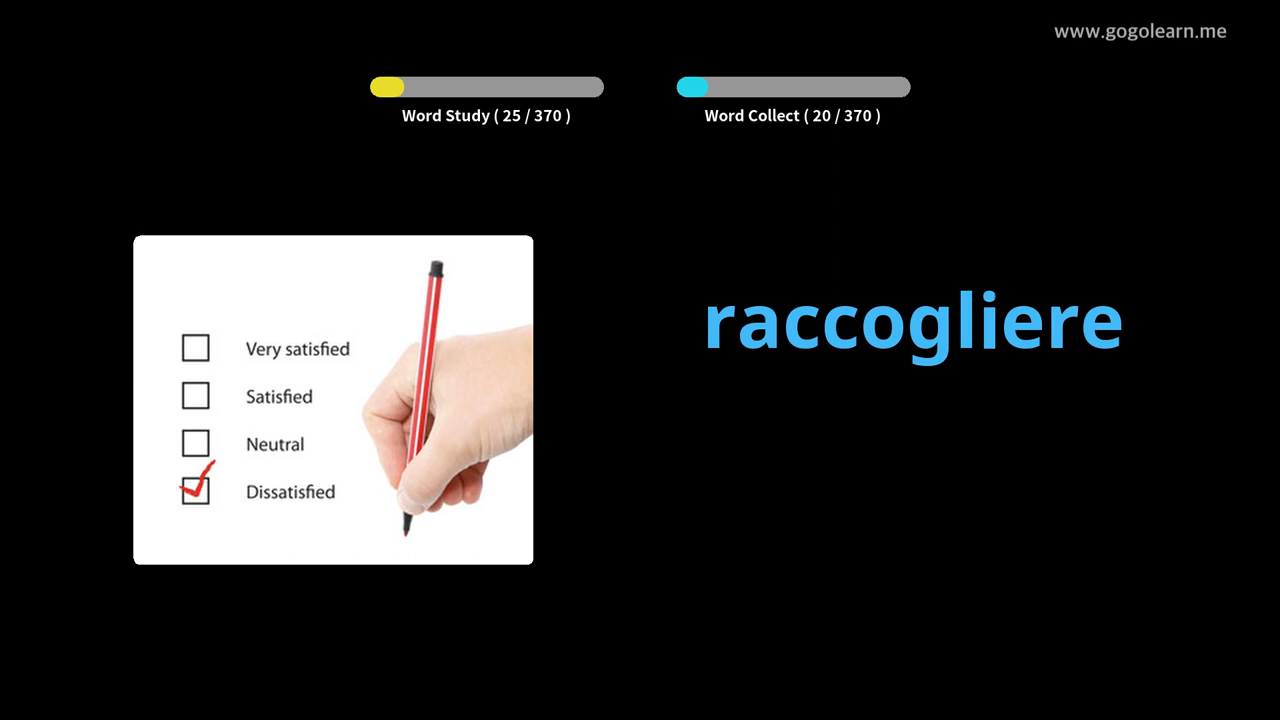 www.gogolearn.me
Word Study ( 25 / 370 )
Word Collect ( 20 / 370 )
raccogliere
Very satisfied
Satisfied
Neutral
Dissatisfied